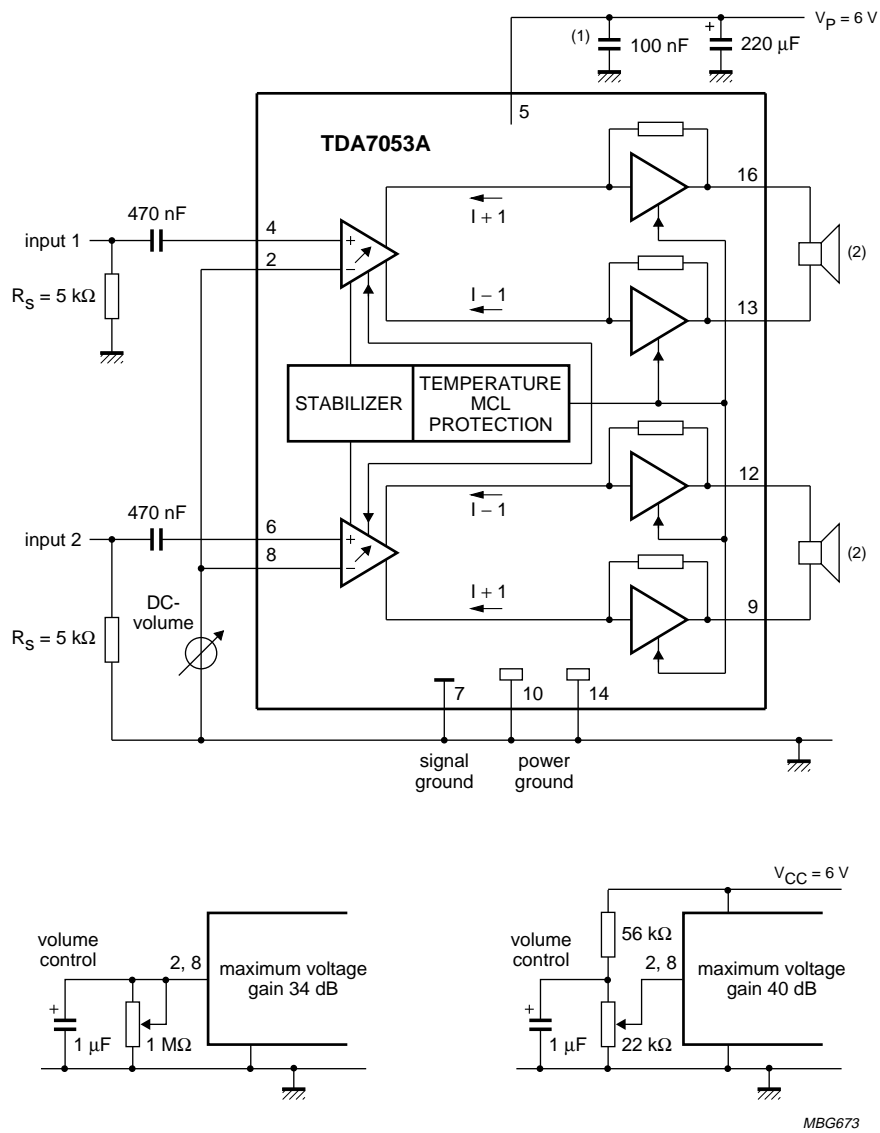 VP = 6 V
(1)
100 nF
+
220 μF
5
TDA7053A
16
I + 1
470 nF
4
input 1
+
2
−
(2)
RS = 5 kΩ
I − 1
13
STABILIZER
TEMPERATURE
MCL
PROTECTION
12
I − 1
470 nF
6
input 2
+
8
−
(2)
DC-
volume
I + 1
9
RS = 5 kΩ
7
10
14
signal
ground
power
ground
volume
control
2, 8
maximum voltage
gain 34 dB
+
1 μF
1 MΩ
VCC = 6 V
56 kΩ
volume
control
2, 8
maximum voltage
gain 40 dB
+
1 μF
22 kΩ
MBG673